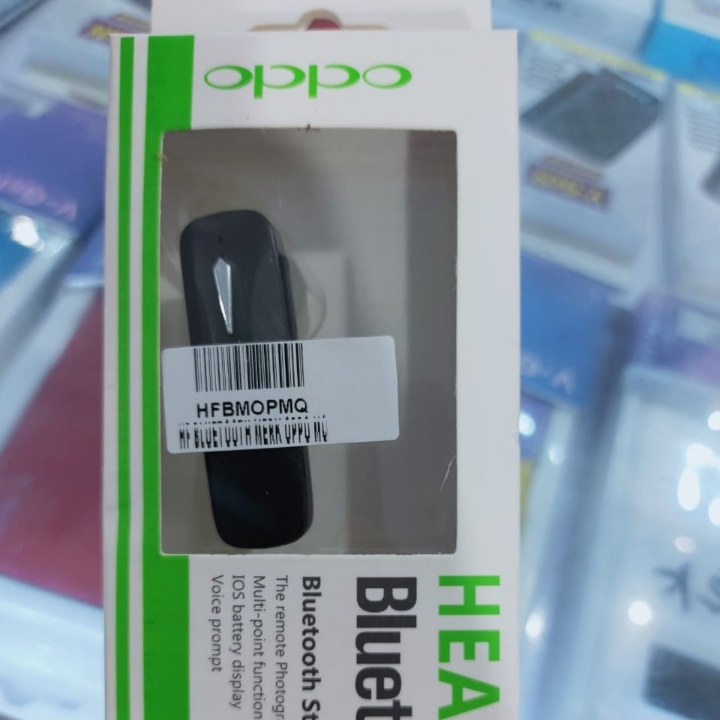 oppo
HFBMOPMQ
HF BLUETOOTH MERK OPPO MQ
HEA
Bluet
Bluetooth St
The remote Photogr
Multi-point function
IOS battery display
Voice prompt